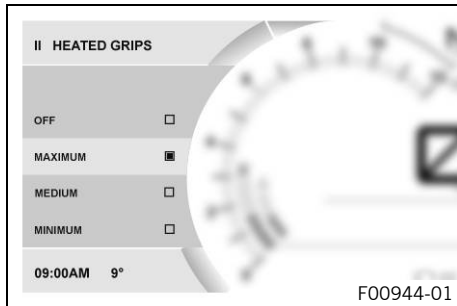 II HEATED GRIPS
OFF
MAXIMUM
MEDIUM
MINIMUM
09:00AM 9°
F00944-01